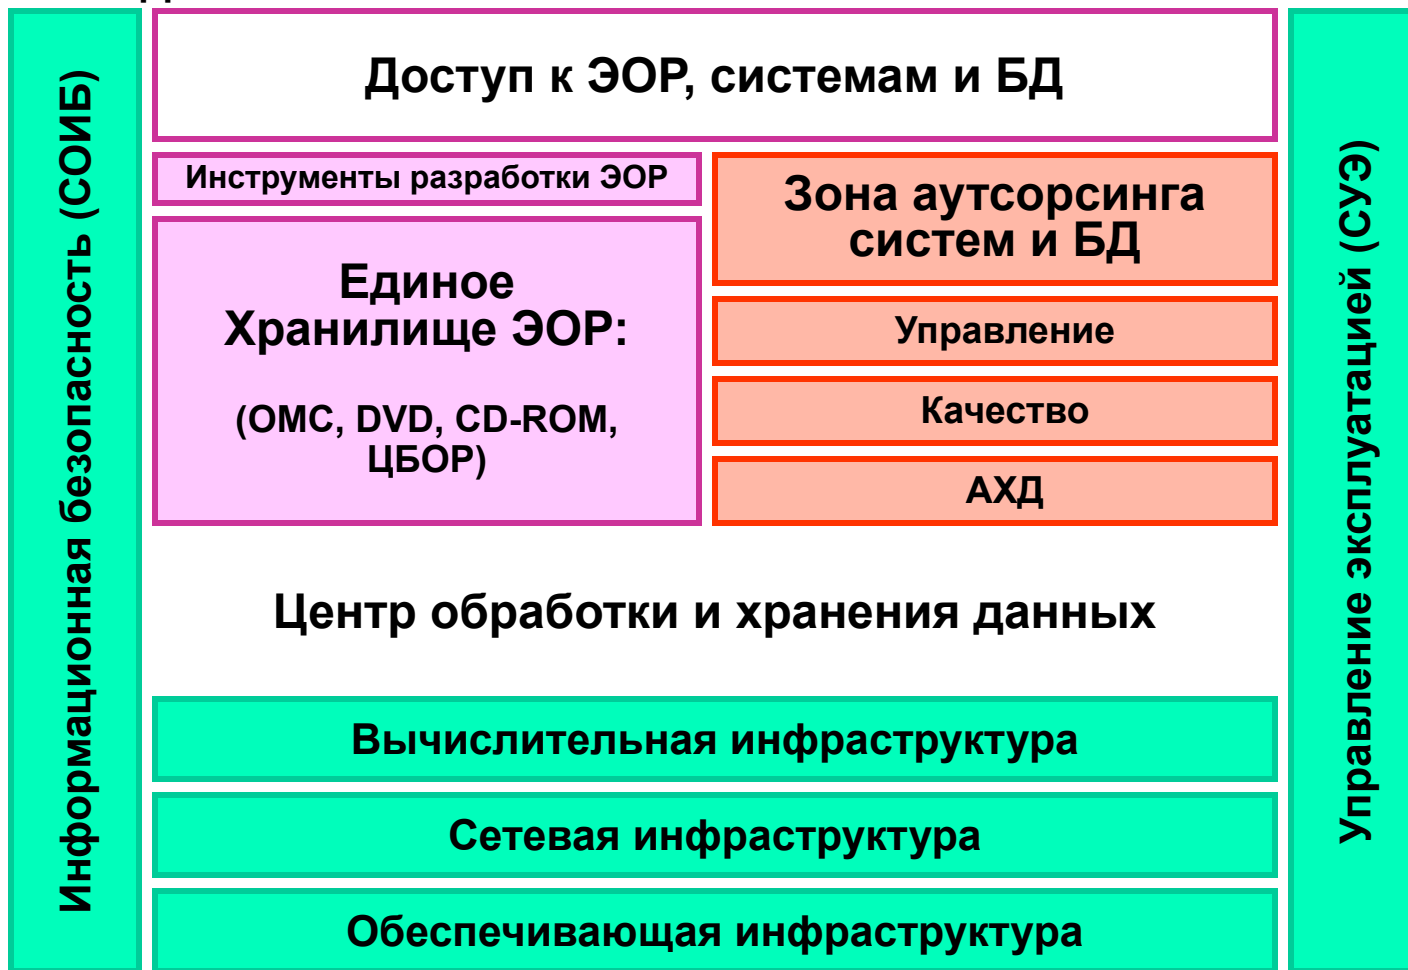 Информационная безопасность (СОИБ)
Доступ к ЭОР, системам и БД
Инструменты разработки ЭОР
Единое
Хранилище ЭОР:
(ОМС, DVD, CD-ROM,
ЦБОР)
Зона аутсорсинга
систем и БД
Управление
Качество
АХД
Центр обработки и хранения данных
Вычислительная инфраструктура
Сетевая инфраструктура
Обеспечивающая инфраструктура
Управление эксплуатацией (СУЭ)